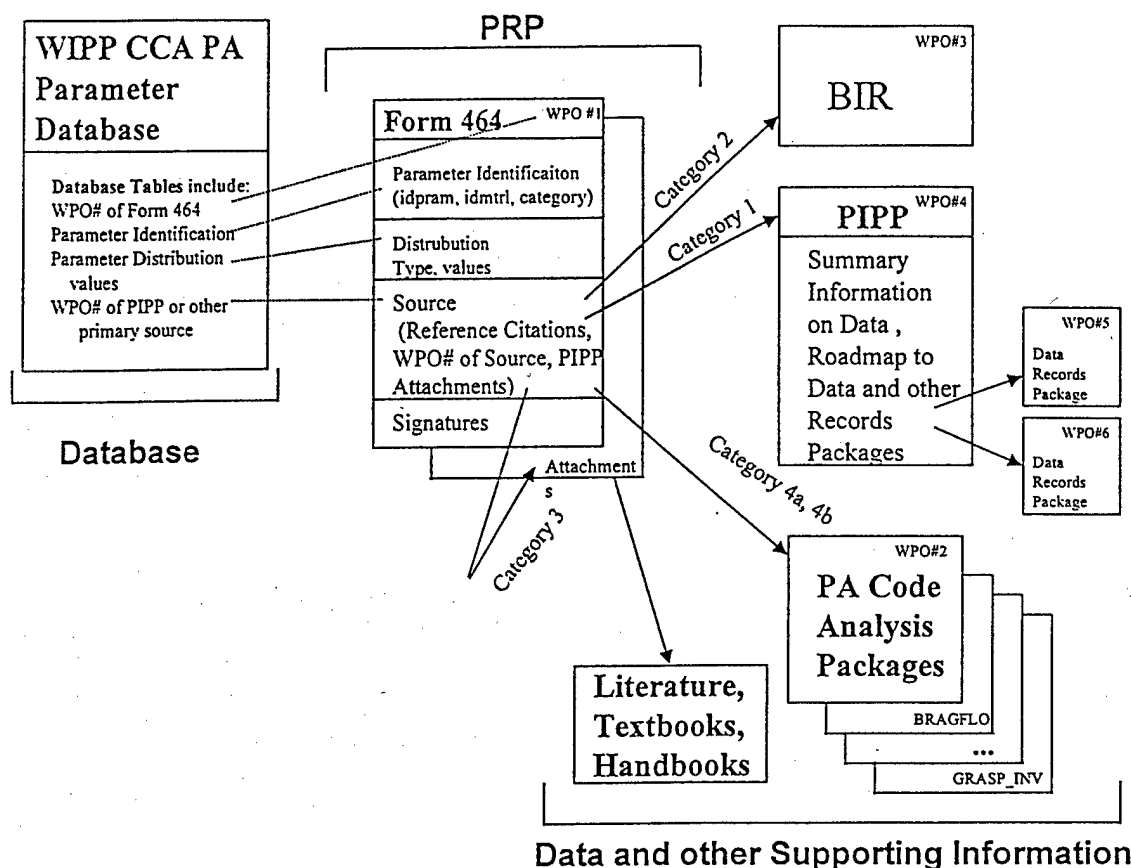 WIPP CCA PA
Parameter
Database
Database Tables include:
WPO# of Form 464
Parameter Identification
Parameter Distribution
values
WPO# of PIPP or other
primary source
Database
PRP
Form 464
WPO #1
Parameter Identificaiton
(idpram, idmtrl, category)
Distrubution
Type, values
Source
(Reference Citations,
WPO# of Source, PIPP
Attachments)
Signatures
Attachment
s
Category 2
Category 1
Category 3
Category 4a, 4b
WPO#3
BIR
WPO#4
PIPP
Summary
Information
on Data ,
Roadmap to
Data and other
Records
Packages
WPO#5
Data
Records
Package
WPO#6
Data
Records
Package
WPO#2
PA Code
Analysis
Packages
BRAGFLO
...
GRASP_INV
Literature,
Textbooks,
Handbooks
Data and other Supporting Information